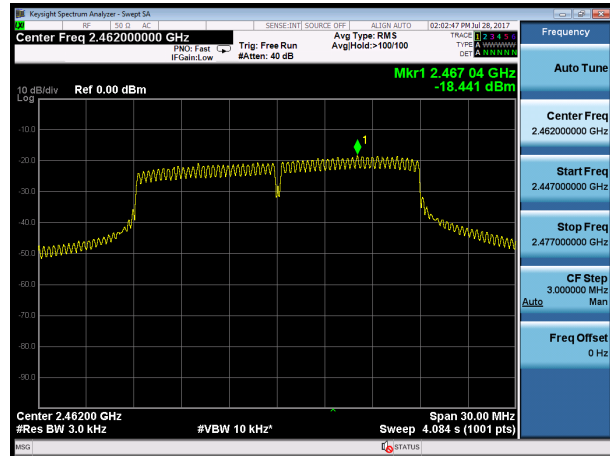 Keysight Spectrum Analyzer - Swept SA
RF 50 Ω AC SENSE:INT SOURCE OFF ALIGN AUTO 02:02:47 PM Jul 28, 2017
Center Freq 2.462000000 GHz
PNO: Fast
IFGain:Low
Trig: Free Run
#Atten: 40 dB
Avg Type: RMS
Avg|Hold:>100/100
TRACE 1 2 3 4 5 6
TYPE A WWWWW
DET A N N N N N
Mkr1 2.467 04 GHz
-18.441 dBm
10 dB/div Ref 0.00 dBm
Log
1
-10.0
-20.0
-30.0
-40.0
-50.0
-60.0
-70.0
-80.0
-90.0
Center 2.46200 GHz Span 30.00 MHz
#Res BW 3.0 kHz #VBW 10 kHz* Sweep 4.084 s (1001 pts)
MSG STATUS
Frequency
Auto Tune
Center Freq
2.462000000 GHz
Start Freq
2.447000000 GHz
Stop Freq
2.477000000 GHz
CF Step
3.000000 MHz
Auto Man
Freq Offset
0 Hz